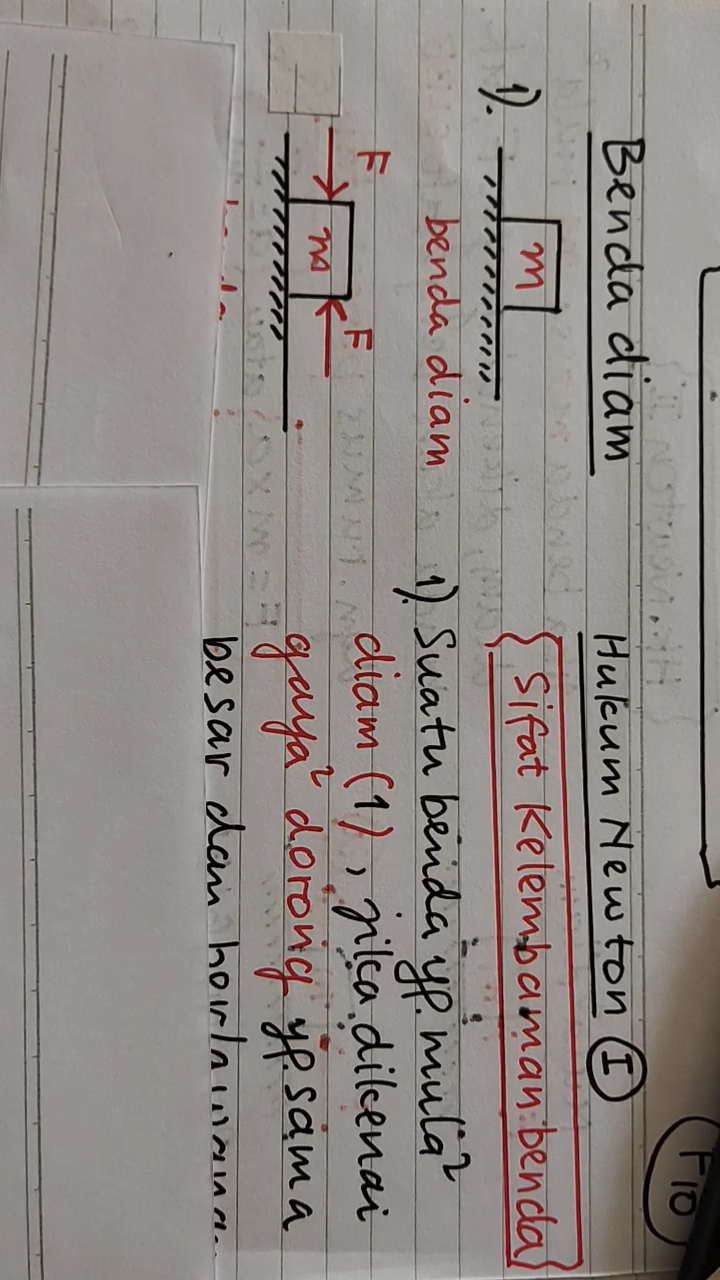 F10
Benda diam
Hukum Newton I
{Sifat Kelembaman benda}
1).
m
benda diam
1). Suatu benda yg. mula²
diam (1), jika dikenai
gaya² dorong yg. sama
besar dan
F
F
m